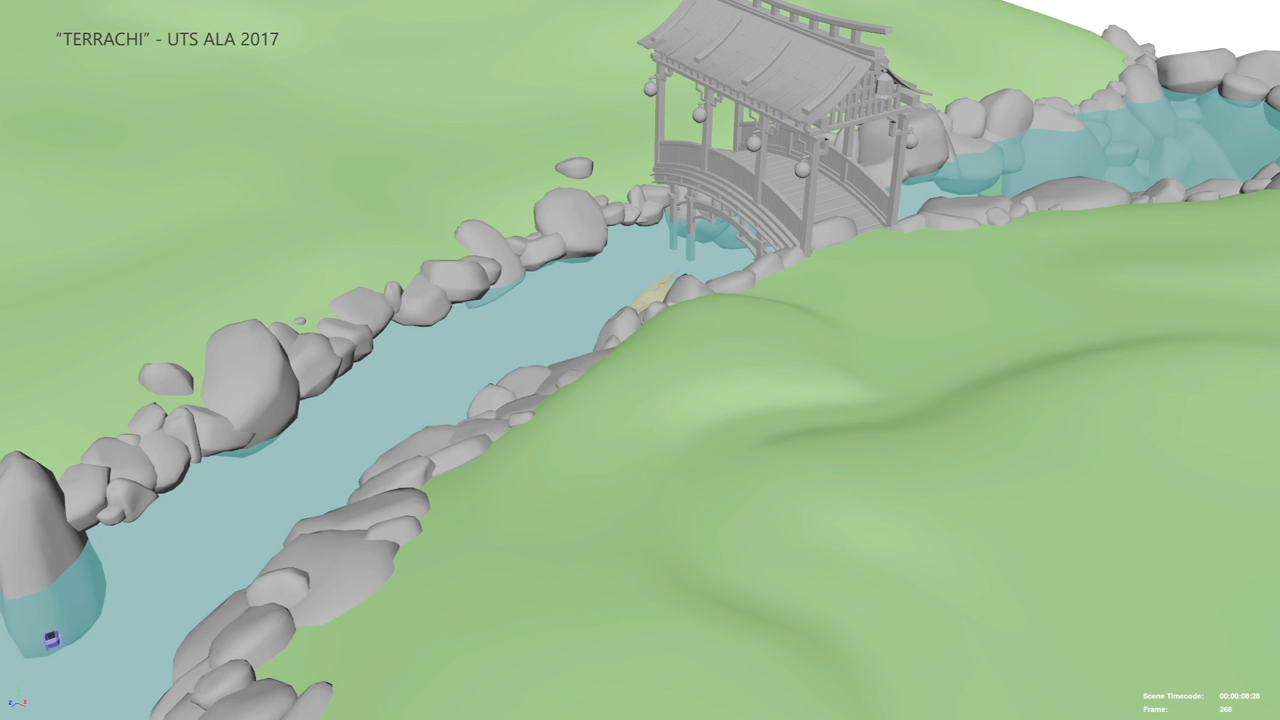 “TERRACHI” - UTS ALA 2017
Scene Timecode: 00:00:08:28
Frame: 268